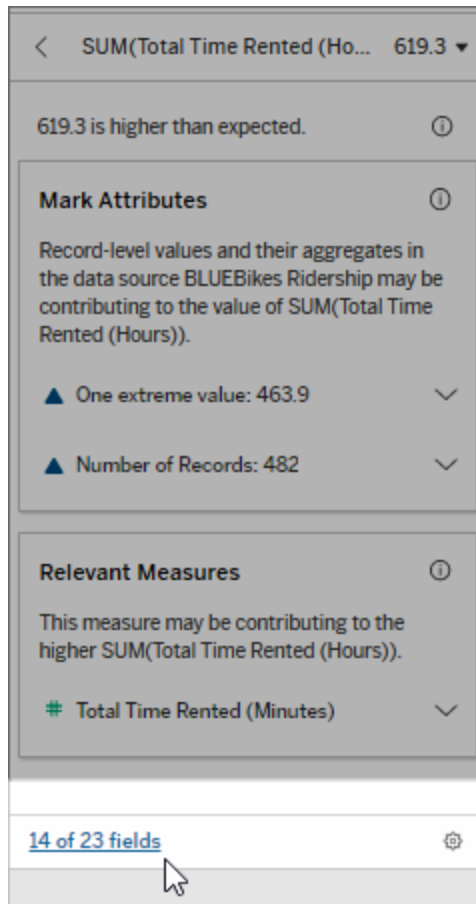 SUM(Total Time Rented (Ho... 619.3
619.3 is higher than expected.
Mark Attributes
Record-level values and their aggregates in
the data source BLUEBikes Ridership may be
contributing to the value of SUM(Total Time
Rented (Hours)).
One extreme value: 463.9
Number of Records: 482
Relevant Measures
This measure may be contributing to the
higher SUM(Total Time Rented (Hours)).
Total Time Rented (Minutes)
14 of 23 fields